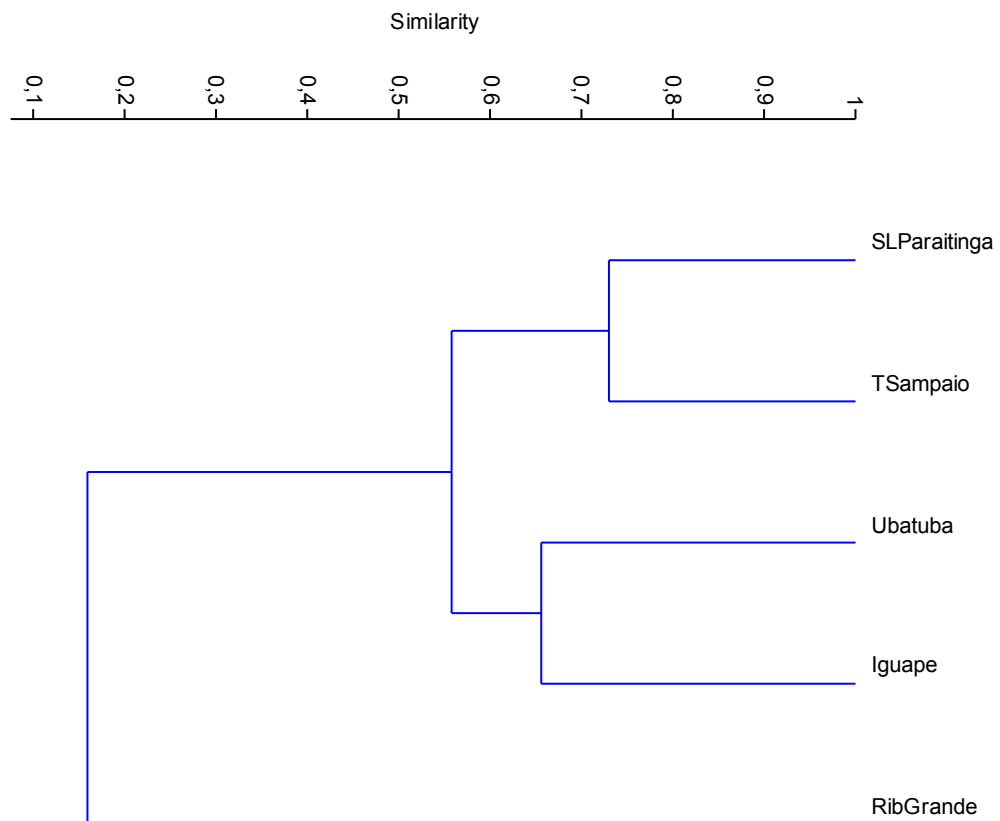 Similarity
0,1
0,2
0,3
0,4
0,5
0,6
0,7
0,8
0,9
1
SLParaitinga
TSampaio
Ubatuba
Iguape
RibGrande